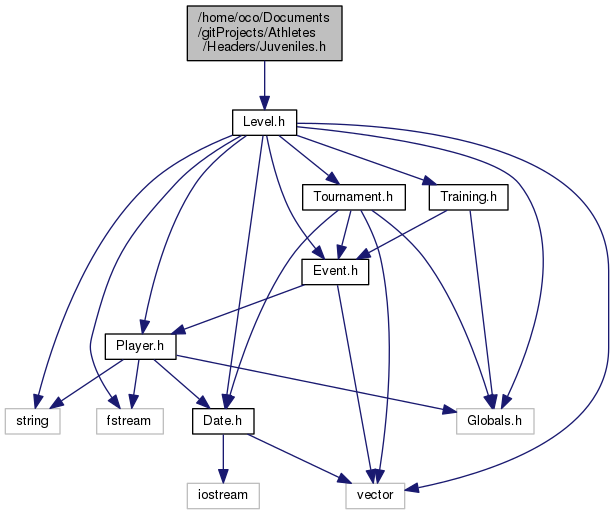 /home/oco/Documents
/gitProjects/Athletes
/Headers/Juveniles.h
Level.h
Tournament.h
Training.h
Event.h
Player.h
string
fstream
Date.h
Globals.h
iostream
vector